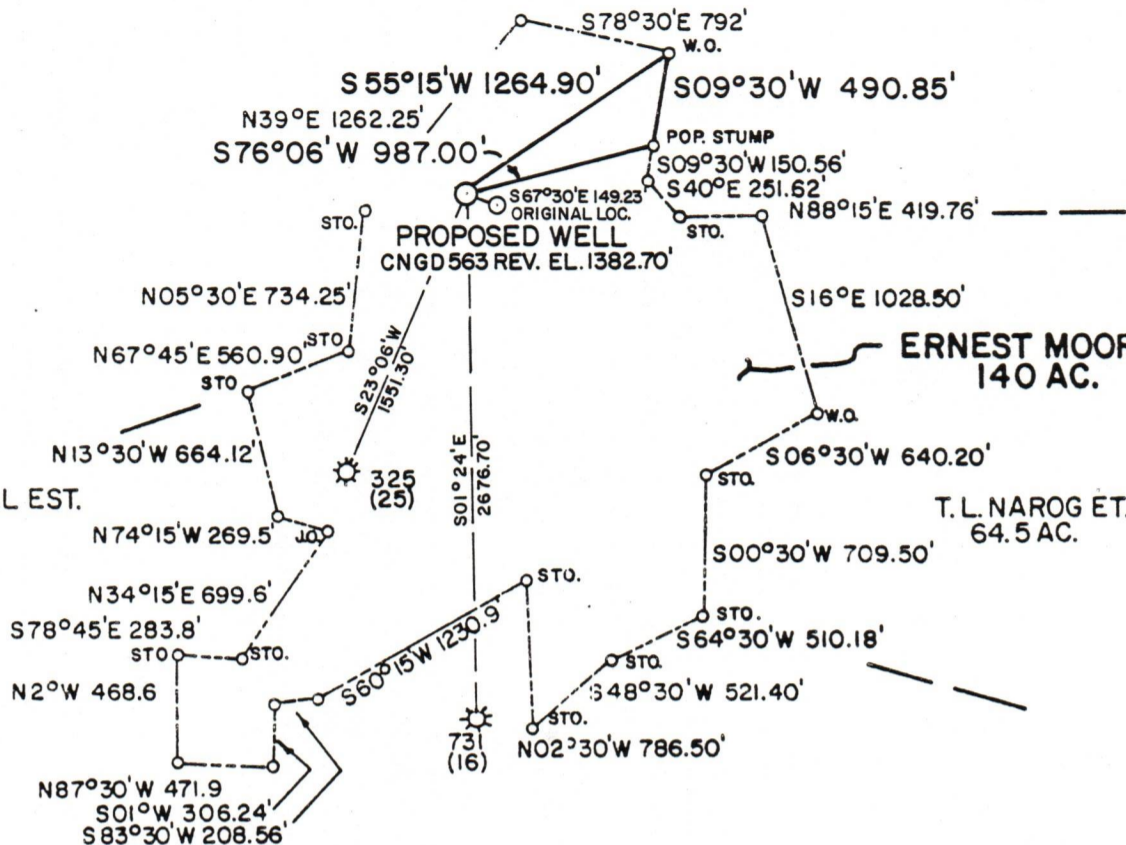 S78°30'E 792'
W.O.
S55°15'W 1264.90'
S09°30'W 490.85'
N39°E 1262.25'
S76°06'W 987.00'
POP. STUMP
S09°30'W 150.56'
S40°E 251.62'
S67°30'E 149.23'
ORIGINAL LOC.
STO.
STO.
N88°15'E 419.76'
PROPOSED WELL
CNGD 563 REV. EL. 1382.70'
N05°30'E 734.25'
S16°E 1028.50'
N67°45'E 560.90'
STO
STO
S23°06'W
1551.30'
ERNEST MOOR
140 AC.
W.O.
N13°30'W 664.12'
325
(25)
S01°24'E
2676.70'
S06°30'W 640.20'
STO.
L EST.
T. L. NAROG ET.
64.5 AC.
N74°15'W 269.5'
J.O.
S00°30'W 709.50'
N34°15'E 699.6'
STO.
STO.
S78°45'E 283.8'
STO
STO.
S60°15'W 1230.9'
S64°30'W 510.18'
STO.
N2°W 468.6
S48°30'W 521.40'
STO.
731
(16)
N02°30'W 786.50'
N87°30'W 471.9
S01°W 306.24'
S83°30'W 208.56'